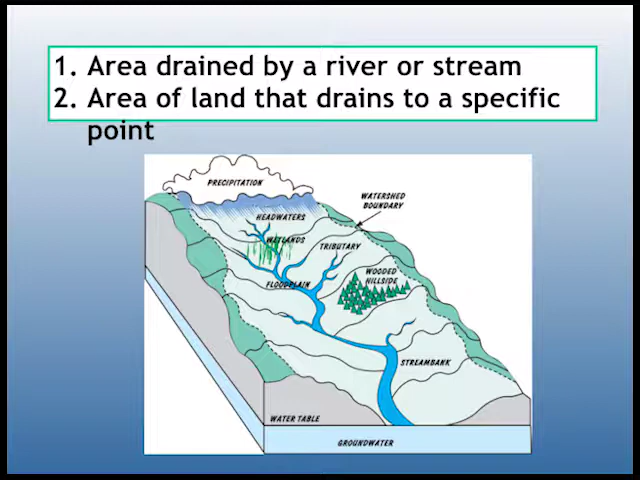 1. Area drained by a river or stream
2. Area of land that drains to a specific
point
PRECIPITATION
WATERSHED
BOUNDARY
HEADWATERS
WETLANDS
TRIBUTARY
WOODED
HILLSIDE
FLOODPLAIN
STREAMBANK
WATER TABLE
GROUNDWATER